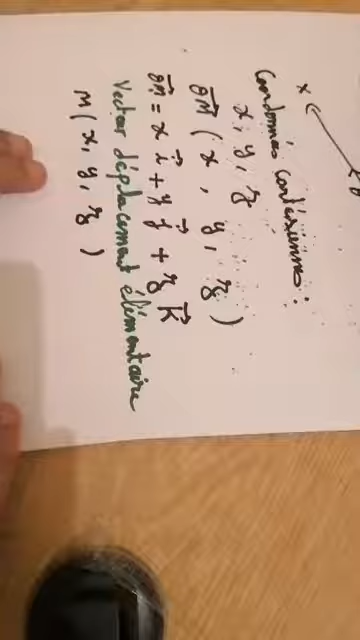 x
y
Coordonnées cartésiennes :
x, y, z
OM ( x , y, z )
OM = x i + y j + z k
Vecteur déplacement élémentaire
M ( x, y, z )